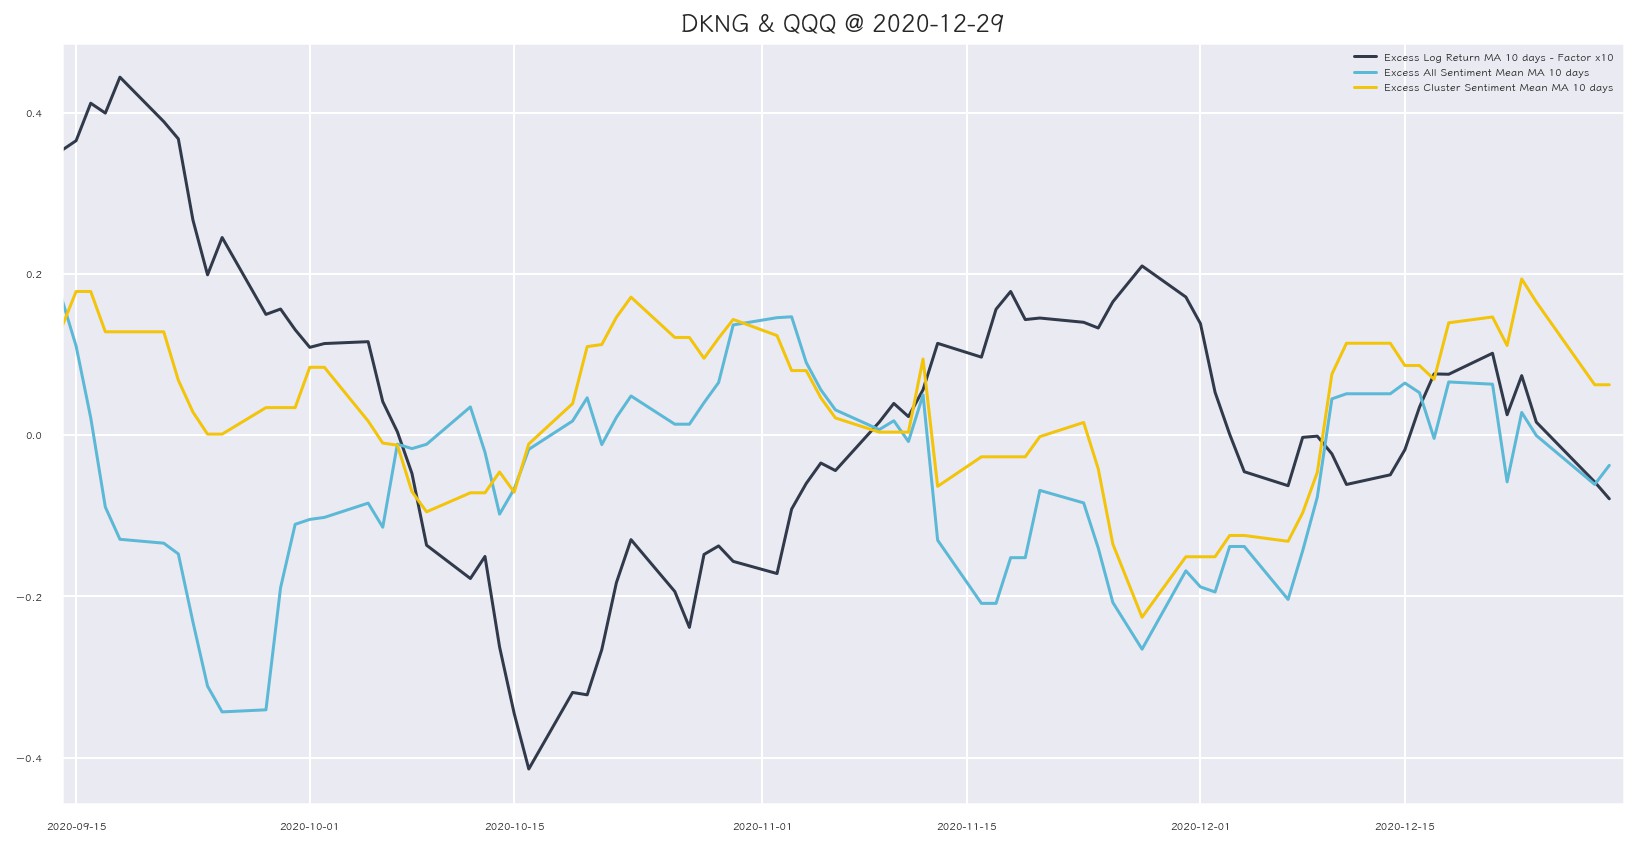 DKNG & QQQ @ 2020-12-29
Excess Log Return MA 10 days - Factor x10
Excess All Sentiment Mean MA 10 days
Excess Cluster Sentiment Mean MA 10 days
0.4
0.2
0.0
−0.2
−0.4
2020-09-15 2020-10-01 2020-10-15 2020-11-01 2020-11-15 2020-12-01 2020-12-15